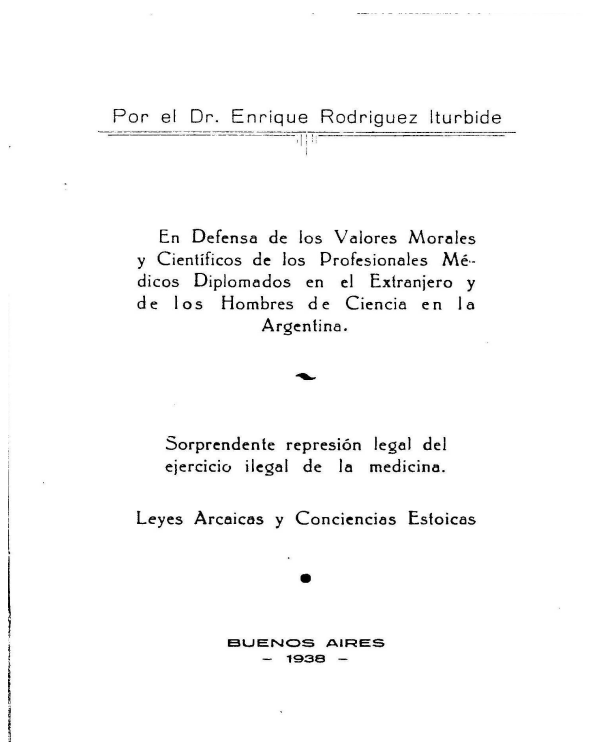 Por el Dr. Enrique Rodriguez Iturbide
En Defensa de los Valores Morales
y Científicos de los Profesionales Mé-
dicos Diplomados en el Extranjero y
de los Hombres de Ciencia en la
Argentina.
Sorprendente represión legal del
ejercicio ilegal de la medicina.
Leyes Arcaicas y Conciencias Estoicas
BUENOS AIRES
- 1938 -